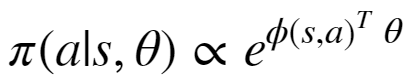 π(a|s, θ) ∝ e^{ϕ(s,a)^T θ}